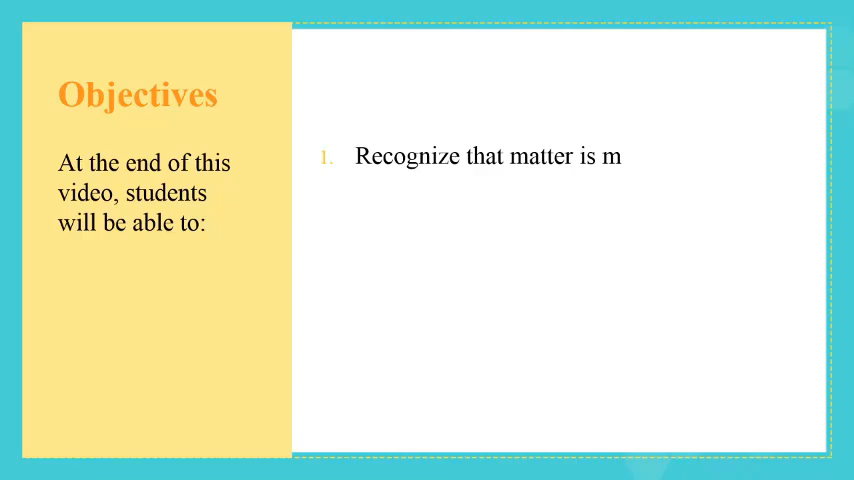 Objectives
At the end of this
video, students
will be able to:
1. Recognize that matter is m